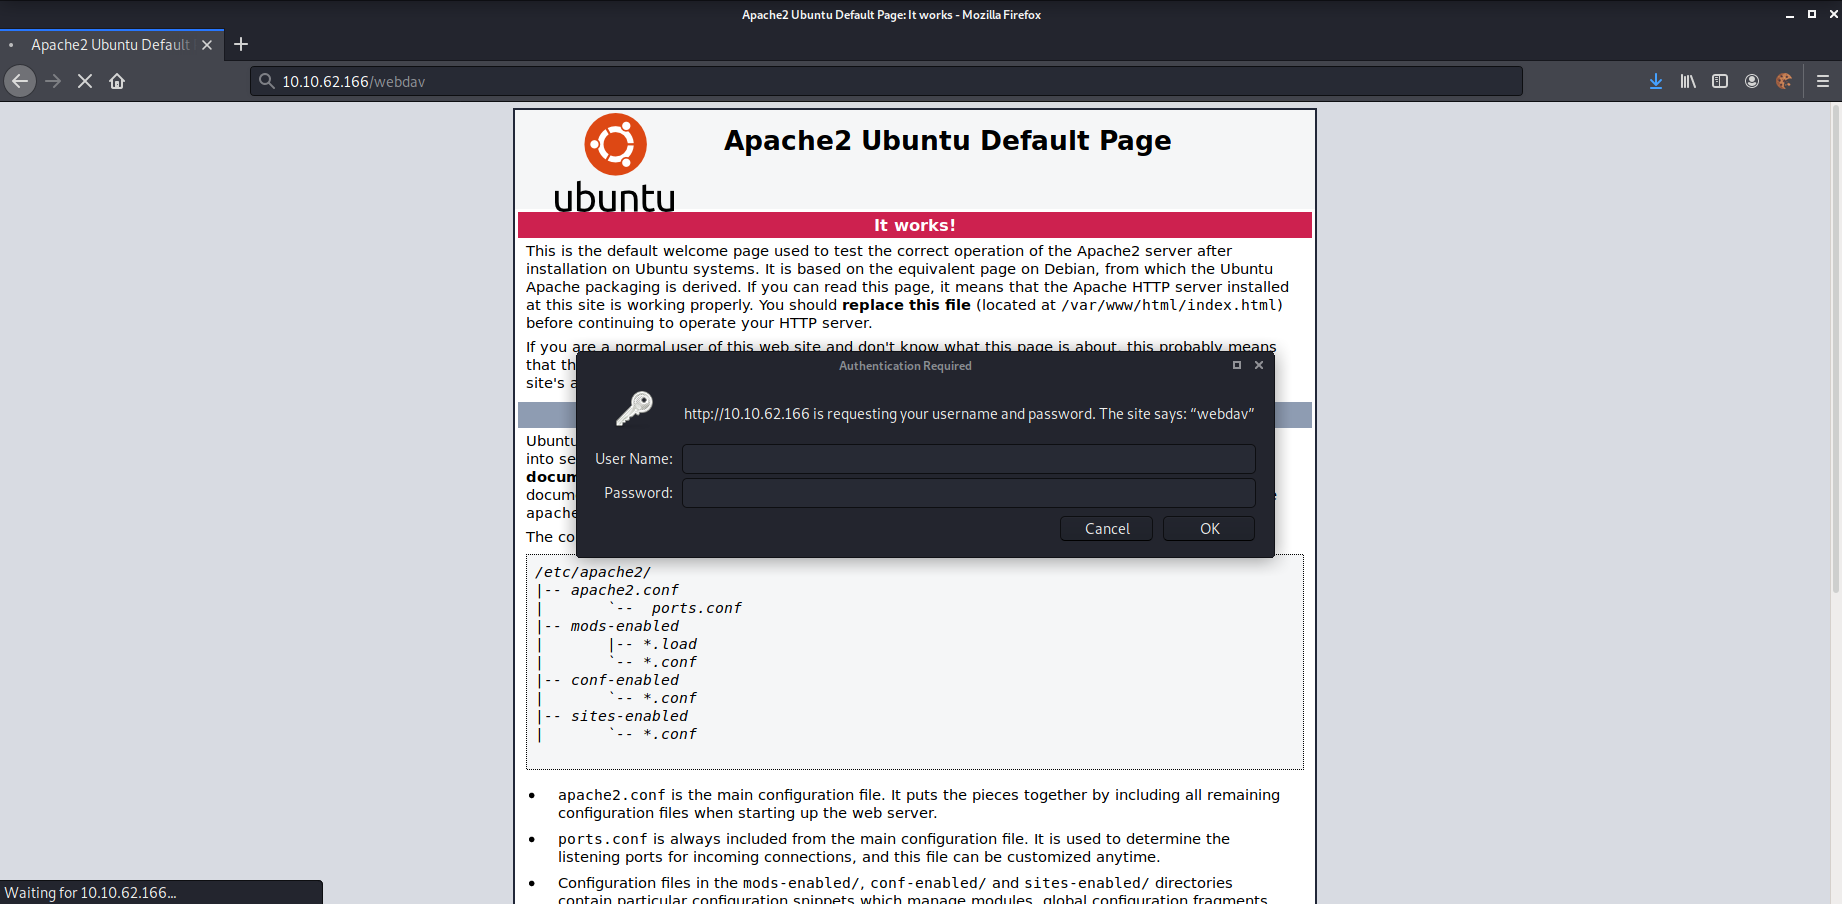 Apache2 Ubuntu Default Page: It works - Mozilla Firefox
Apache2 Ubuntu Default
10.10.62.166/webdav
ubuntu
Apache2 Ubuntu Default Page
It works!
This is the default welcome page used to test the correct operation of the Apache2 server after
installation on Ubuntu systems. It is based on the equivalent page on Debian, from which the Ubuntu
Apache packaging is derived. If you can read this page, it means that the Apache HTTP server installed
at this site is working properly. You should replace this file (located at /var/www/html/index.html)
before continuing to operate your HTTP server.
If you are a normal user of this web site and don't know what this page is about, this probably means
that th
site's a
Authentication Required
http://10.10.62.166 is requesting your username and password. The site says: “webdav”
User Name:
Password:
Cancel
OK
Ubuntu
into se
docum
docum
apache
The co
/etc/apache2/
|-- apache2.conf
|       `--  ports.conf
|-- mods-enabled
|       |-- *.load
|       `-- *.conf
|-- conf-enabled
|       `-- *.conf
|-- sites-enabled
|       `-- *.conf
• apache2.conf is the main configuration file. It puts the pieces together by including all remaining
configuration files when starting up the web server.
• ports.conf is always included from the main configuration file. It is used to determine the
listening ports for incoming connections, and this file can be customized anytime.
• Configuration files in the mods-enabled/, conf-enabled/ and sites-enabled/ directories
contain particular configuration snippets which manage modules, global configuration fragments,
Waiting for 10.10.62.166...